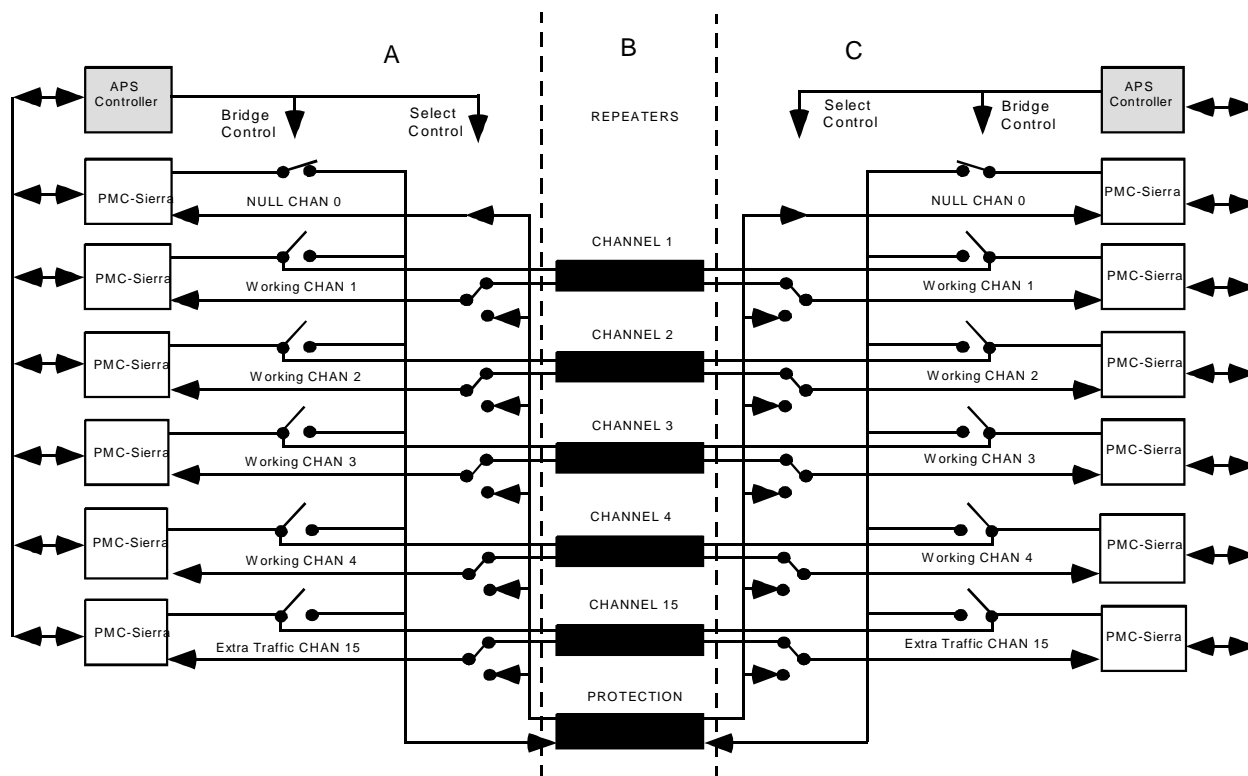 A
B
C
APS
Controller
Bridge
Control
Select
Control
REPEATERS
Select
Control
Bridge
Control
APS
Controller
PMC-Sierra
NULL CHAN 0
NULL CHAN 0
PMC-Sierra
CHANNEL 1
PMC-Sierra
Working CHAN 1
Working CHAN 1
PMC-Sierra
CHANNEL 2
PMC-Sierra
Working CHAN 2
Working CHAN 2
PMC-Sierra
CHANNEL 3
PMC-Sierra
Working CHAN 3
Working CHAN 3
PMC-Sierra
CHANNEL 4
PMC-Sierra
Working CHAN 4
Working CHAN 4
PMC-Sierra
CHANNEL 15
PMC-Sierra
Extra Traffic CHAN 15
Extra Traffic CHAN 15
PMC-Sierra
PROTECTION